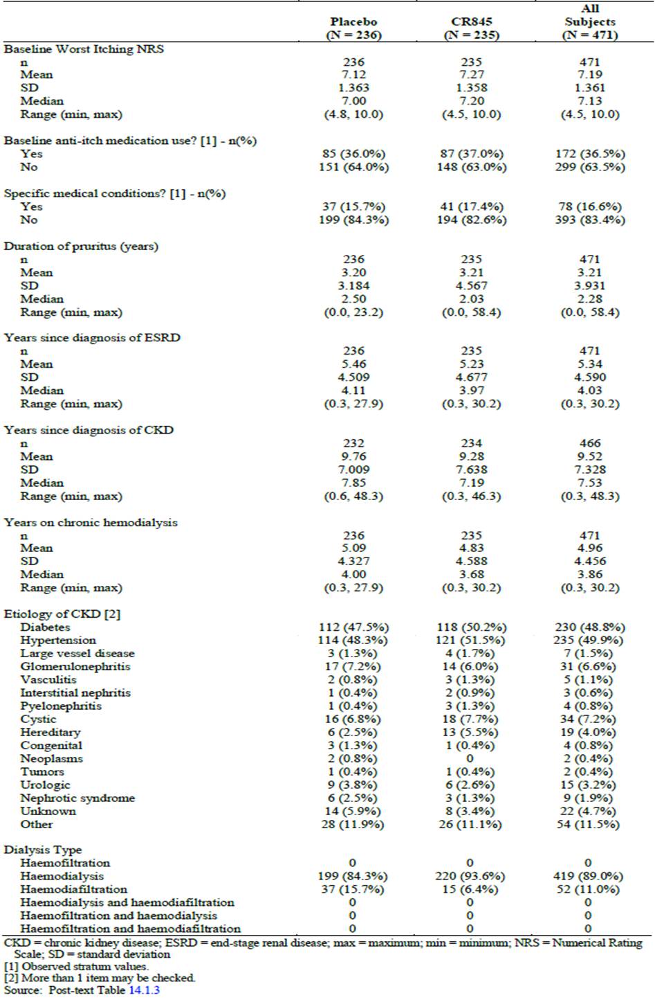 Placebo
(N = 236)
CR845
(N = 235)
All
Subjects
(N = 471)
Baseline Worst Itching NRS
n 236 235 471
Mean 7.12 7.27 7.19
SD 1.363 1.358 1.361
Median 7.00 7.20 7.13
Range (min, max) (4.8, 10.0) (4.5, 10.0) (4.5, 10.0)
Baseline anti-itch medication use? [1] - n(%)
Yes 85 (36.0%) 87 (37.0%) 172 (36.5%)
No 151 (64.0%) 148 (63.0%) 299 (63.5%)
Specific medical conditions? [1] - n(%)
Yes 37 (15.7%) 41 (17.4%) 78 (16.6%)
No 199 (84.3%) 194 (82.6%) 393 (83.4%)
Duration of pruritus (years)
n 236 235 471
Mean 3.20 3.21 3.21
SD 3.184 4.567 3.931
Median 2.50 2.03 2.28
Range (min, max) (0.0, 23.2) (0.0, 58.4) (0.0, 58.4)
Years since diagnosis of ESRD
n 236 235 471
Mean 5.46 5.23 5.34
SD 4.509 4.677 4.590
Median 4.11 3.97 4.03
Range (min, max) (0.3, 27.9) (0.3, 30.2) (0.3, 30.2)
Years since diagnosis of CKD
n 232 234 466
Mean 9.76 9.28 9.52
SD 7.009 7.638 7.328
Median 7.85 7.19 7.53
Range (min, max) (0.6, 48.3) (0.3, 46.3) (0.3, 48.3)
Years on chronic hemodialysis
n 236 235 471
Mean 5.09 4.83 4.96
SD 4.327 4.588 4.456
Median 4.00 3.68 3.86
Range (min, max) (0.3, 27.9) (0.3, 30.2) (0.3, 30.2)
Etiology of CKD [2]
Diabetes 112 (47.5%) 118 (50.2%) 230 (48.8%)
Hypertension 114 (48.3%) 121 (51.5%) 235 (49.9%)
Large vessel disease 3 (1.3%) 4 (1.7%) 7 (1.5%)
Glomerulonephritis 17 (7.2%) 14 (6.0%) 31 (6.6%)
Vasculitis 2 (0.8%) 3 (1.3%) 5 (1.1%)
Interstitial nephritis 1 (0.4%) 2 (0.9%) 3 (0.6%)
Pyelonephritis 1 (0.4%) 3 (1.3%) 4 (0.8%)
Cystic 16 (6.8%) 18 (7.7%) 34 (7.2%)
Hereditary 6 (2.5%) 13 (5.5%) 19 (4.0%)
Congenital 3 (1.3%) 1 (0.4%) 4 (0.8%)
Neoplasms 2 (0.8%) 0 2 (0.4%)
Tumors 1 (0.4%) 1 (0.4%) 2 (0.4%)
Urologic 9 (3.8%) 6 (2.6%) 15 (3.2%)
Nephrotic syndrome 6 (2.5%) 3 (1.3%) 9 (1.9%)
Unknown 14 (5.9%) 8 (3.4%) 22 (4.7%)
Other 28 (11.9%) 26 (11.1%) 54 (11.5%)
Dialysis Type
Haemofiltration 0 0 0
Haemodialysis 199 (84.3%) 220 (93.6%) 419 (89.0%)
Haemodiafiltration 37 (15.7%) 15 (6.4%) 52 (11.0%)
Haemodialysis and haemodiafiltration 0 0 0
Haemofiltration and haemodialysis 0 0 0
Haemofiltration and haemodiafiltration 0 0 0
CKD = chronic kidney disease; ESRD = end-stage renal disease; max = maximum; min = minimum; NRS = Numerical Rating
Scale; SD = standard deviation
[1] Observed stratum values.
[2] More than 1 item may be checked.
Source: Post-text Table 14.1.3